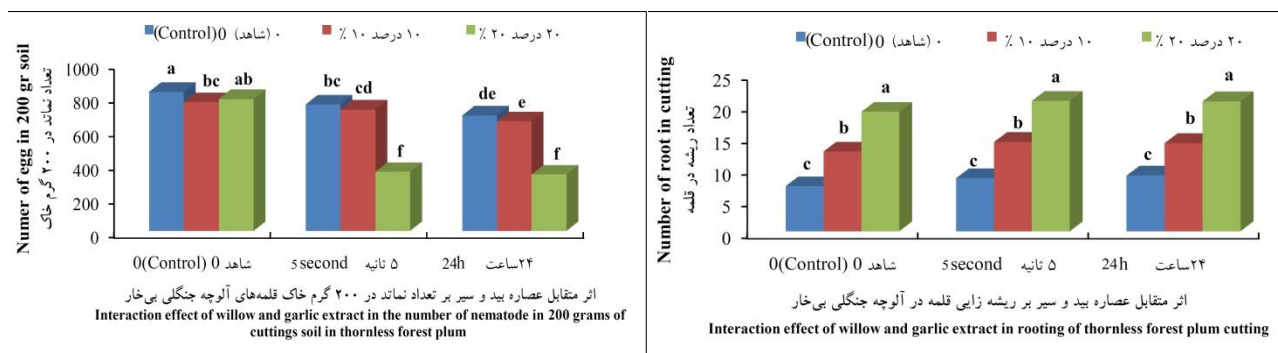 0 (Control) (شاهد) ۰ ۱۰ درصد ۱۰ % ۲۰ درصد ۲۰ %
Numer of egg in 200 gr soil
تعداد نماتد در ۲۰۰ گرم خاک
1000
800
600
400
200
0
a bc ab
bc cd f
de e f
0(Control) 0 شاهد 5second ۵ ثانیه 24h ۲۴ساعت
اثر متقابل عصاره بید و سیر بر تعداد نماتد در ۲۰۰ گرم خاک قلمه‌های آلوچه جنگلی بی‌خار
Interaction effect of willow and garlic extract in the number of nematode in 200 grams of
cuttings soil in thornless forest plum
0 (Control) (شاهد) ۰ ۱۰ درصد ۱۰ % ۲۰ درصد ۲۰ %
Number of root in cutting
تعداد ریشه در قلمه
25
20
15
10
5
0
c b a
c b a
c b a
0(Control) 0 شاهد 5second ۵ ثانیه 24h ۲۴ساعت
اثر متقابل عصاره بید و سیر بر ریشه زایی قلمه در آلوچه جنگلی بی‌خار
Interaction effect of willow and garlic extract in rooting of thornless forest plum cutting